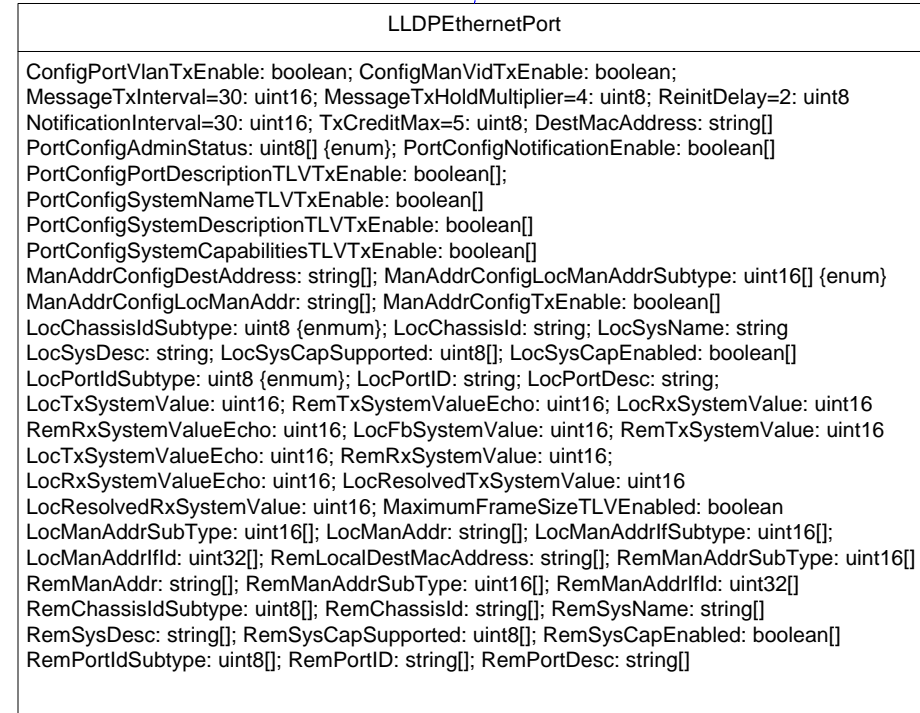 LLDPEthernetPort
ConfigPortVlanTxEnable: boolean; ConfigManVidTxEnable: boolean;
MessageTxInterval=30: uint16; MessageTxHoldMultiplier=4: uint8; ReinitDelay=2: uint8
NotificationInterval=30: uint16; TxCreditMax=5: uint8; DestMacAddress: string[]
PortConfigAdminStatus: uint8[] {enum}; PortConfigNotificationEnable: boolean[]
PortConfigPortDescriptionTLVTxEnable: boolean[];
PortConfigSystemNameTLVTxEnable: boolean[]
PortConfigSystemDescriptionTLVTxEnable: boolean[]
PortConfigSystemCapabilitiesTLVTxEnable: boolean[]
ManAddrConfigDestAddress: string[]; ManAddrConfigLocManAddrSubtype: uint16[] {enum}
ManAddrConfigLocManAddr: string[]; ManAddrConfigTxEnable: boolean[]
LocChassisIdSubtype: uint8 {enmum}; LocChassisId: string; LocSysName: string
LocSysDesc: string; LocSysCapSupported: uint8[]; LocSysCapEnabled: boolean[]
LocPortIdSubtype: uint8 {enmum}; LocPortID: string; LocPortDesc: string;
LocTxSystemValue: uint16; RemTxSystemValueEcho: uint16; LocRxSystemValue: uint16
RemRxSystemValueEcho: uint16; LocFbSystemValue: uint16; RemTxSystemValue: uint16
LocTxSystemValueEcho: uint16; RemRxSystemValue: uint16;
LocRxSystemValueEcho: uint16; LocResolvedTxSystemValue: uint16
LocResolvedRxSystemValue: uint16; MaximumFrameSizeTLVEnabled: boolean
LocManAddrSubType: uint16[]; LocManAddr: string[]; LocManAddrIfSubtype: uint16[];
LocManAddrIfId: uint32[]; RemLocalDestMacAddress: string[]; RemManAddrSubType: uint16[]
RemManAddr: string[]; RemManAddrSubType: uint16[]; RemManAddrIfId: uint32[]
RemChassisIdSubtype: uint8[]; RemChassisId: string[]; RemSysName: string[]
RemSysDesc: string[]; RemSysCapSupported: uint8[]; RemSysCapEnabled: boolean[]
RemPortIdSubtype: uint8[]; RemPortID: string[]; RemPortDesc: string[]